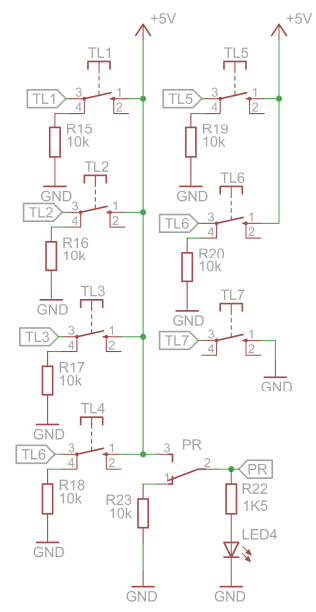 +5V
+5V
TL1
TL5
TL1
3
1
4
2
TL5
3
1
4
2
R15
10k
R19
10k
GND
GND
TL2
TL6
TL2
3
1
4
2
TL6
3
1
4
2
R16
10k
R20
10k
GND
GND
TL3
TL7
TL3
3
1
4
2
TL7
3
1
4
2
R17
10k
GND
GND
TL4
TL6
3
1
4
2
PR
3
2
1
PR
R18
10k
R23
10k
R22
1K5
LED4
GND
GND
GND